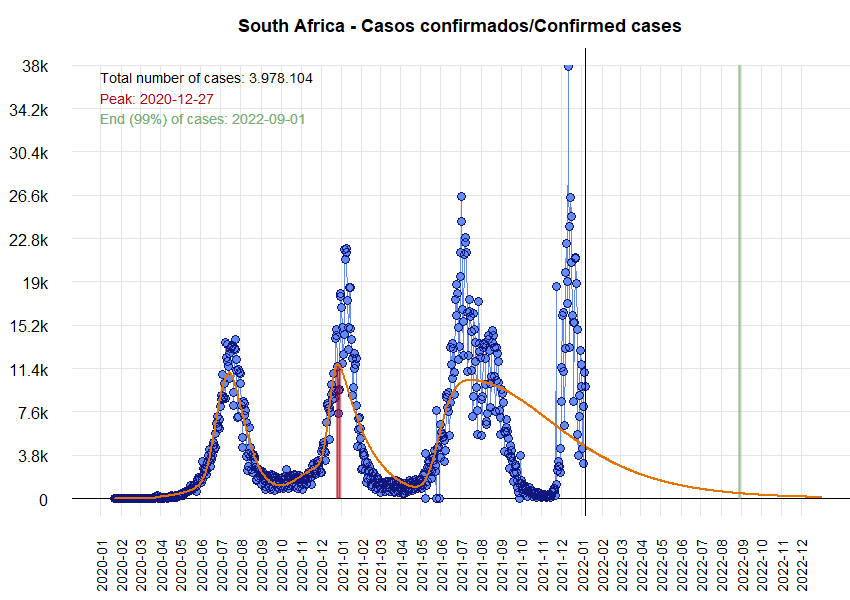 South Africa - Casos confirmados/Confirmed cases
38k
34.2k
30.4k
26.6k
22.8k
19k
15.2k
11.4k
7.6k
3.8k
0
Total number of cases: 3.978.104
Peak: 2020-12-27
End (99%) of cases: 2022-09-01
2020-01
2020-02
2020-03
2020-04
2020-05
2020-06
2020-07
2020-08
2020-09
2020-10
2020-11
2020-12
2021-01
2021-02
2021-03
2021-04
2021-05
2021-06
2021-07
2021-08
2021-09
2021-10
2021-11
2021-12
2022-01
2022-02
2022-03
2022-04
2022-05
2022-06
2022-07
2022-08
2022-09
2022-10
2022-11
2022-12